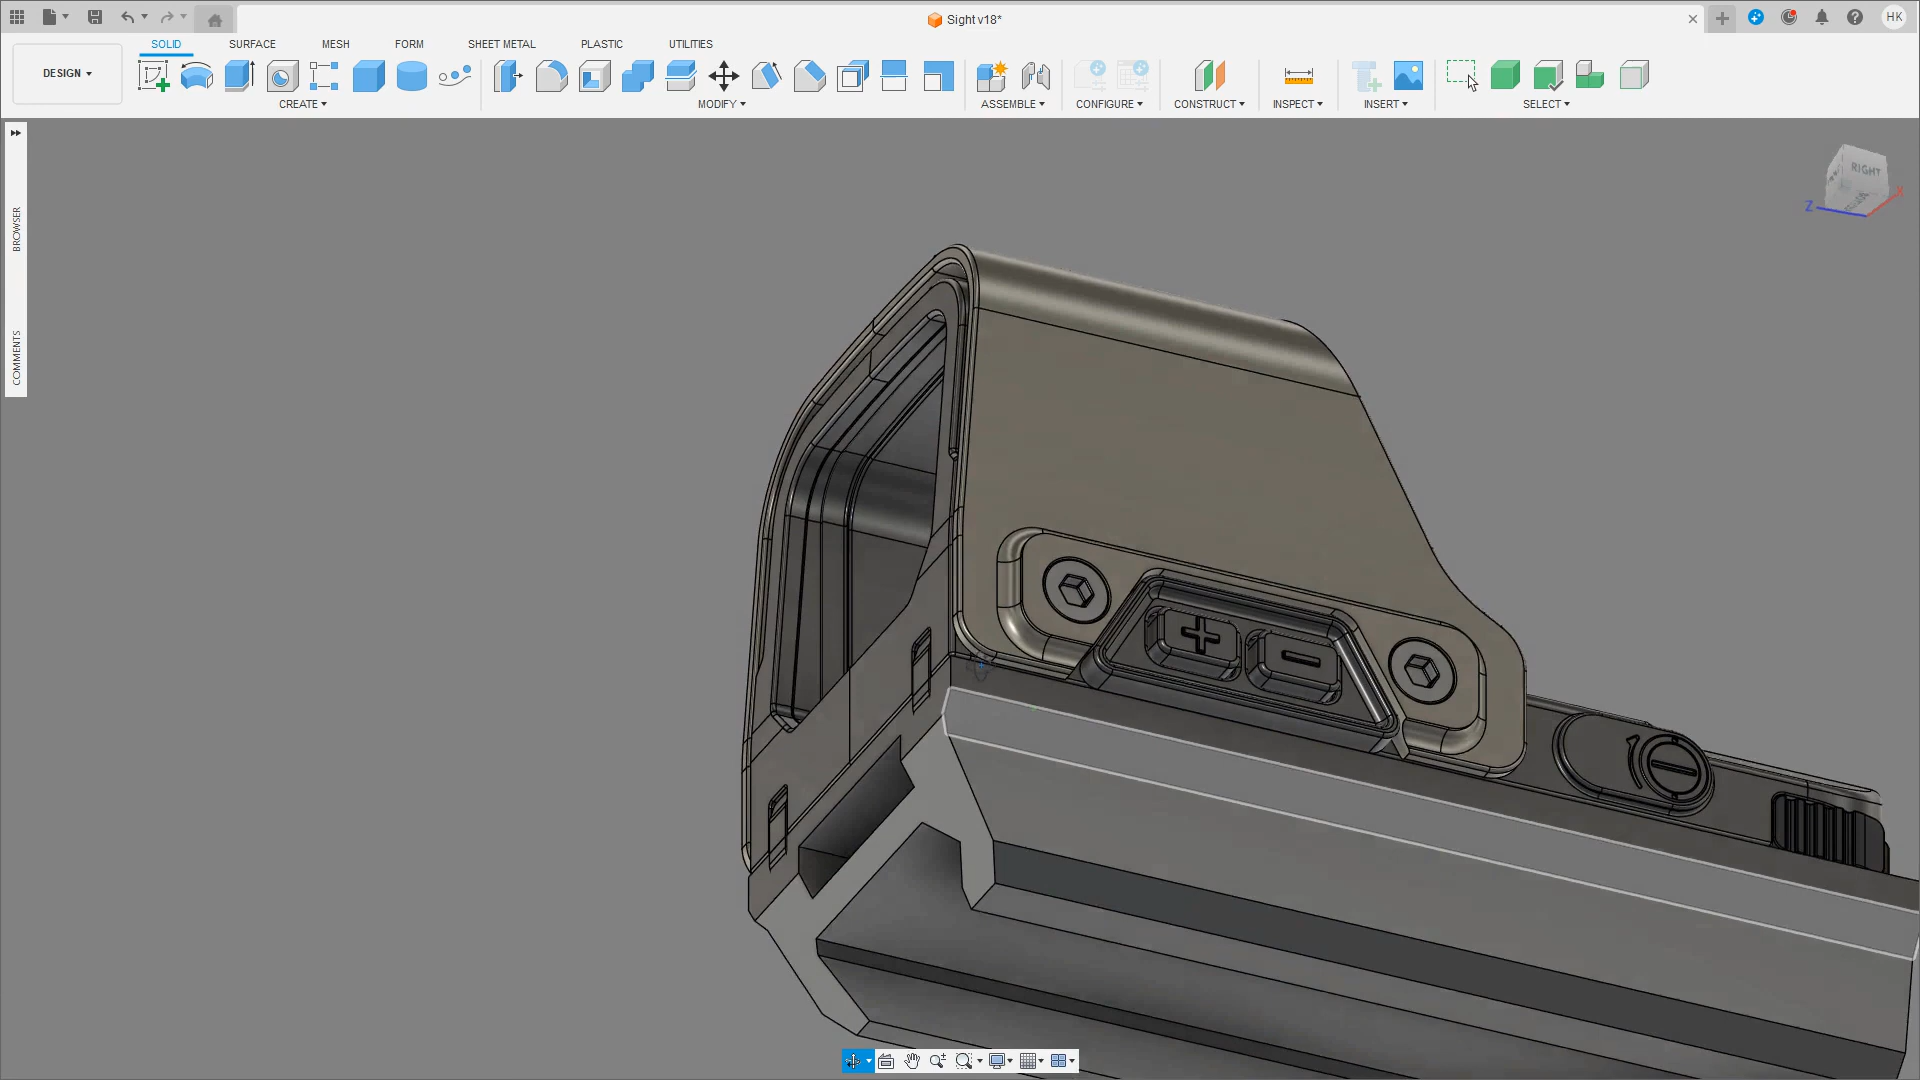 Sight v18*
HK
DESIGN
SOLID
SURFACE
MESH
FORM
SHEET METAL
PLASTIC
UTILITIES
CREATE
MODIFY
ASSEMBLE
CONFIGURE
CONSTRUCT
INSPECT
INSERT
SELECT
BROWSER
COMMENTS
RIGHT
Z
X